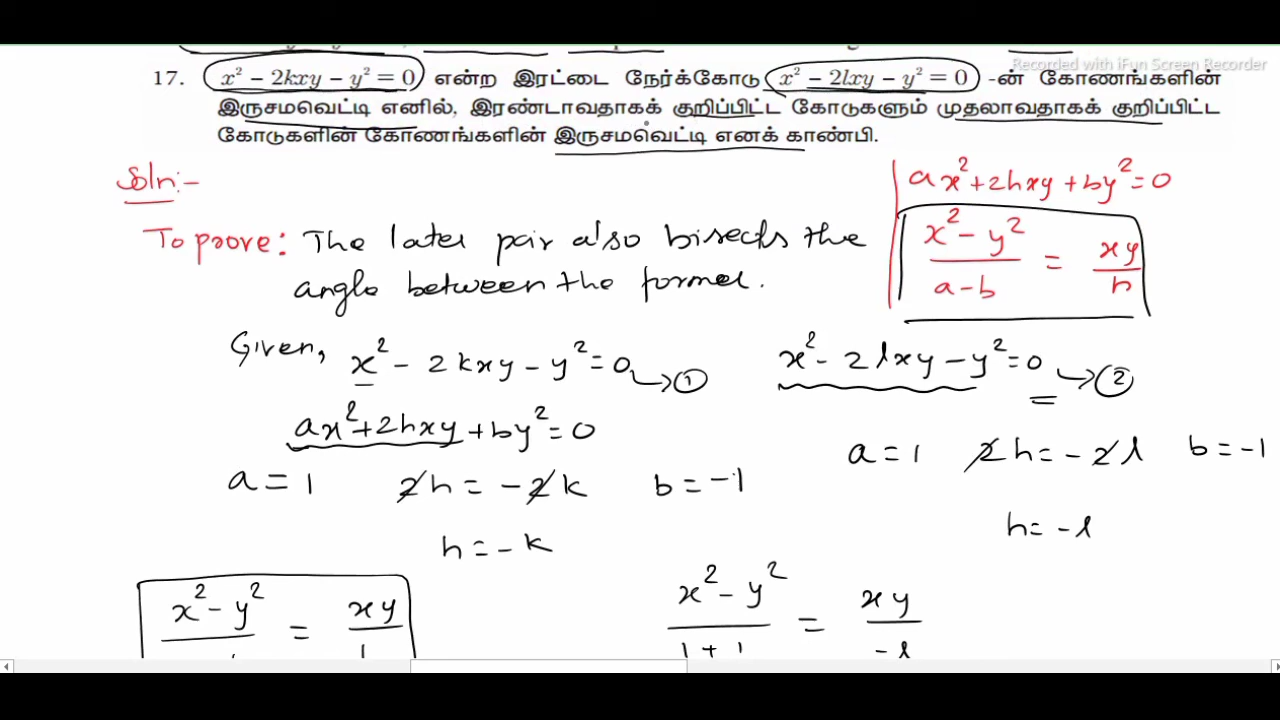 Recorded with iFun Screen Recorder
17. x² − 2kxy − y² = 0 என்ற இரட்டை நேர்க்கோடு x² − 2lxy − y² = 0 -ன் கோணங்களின்
இருசமவெட்டி எனில், இரண்டாவதாகக் குறிப்பிட்ட கோடுகளும் முதலாவதாகக் குறிப்பிட்ட
கோடுகளின் கோணங்களின் இருசமவெட்டி எனக் காண்பி.
Soln:-
ax² + 2hxy + by² = 0
x² − y² / a − b = xy / h
To prove: The later pair also bisects the
angle between the former.
Given, x² − 2kxy − y² = 0 → ① x² − 2lxy − y² = 0 → ②
ax² + 2hxy + by² = 0
a = 1 2h = −2k b = −1 a = 1 2h = −2l b = −1
h = −k h = −l
x² − y² = xy x² − y² / 1 + 1 = xy / −l